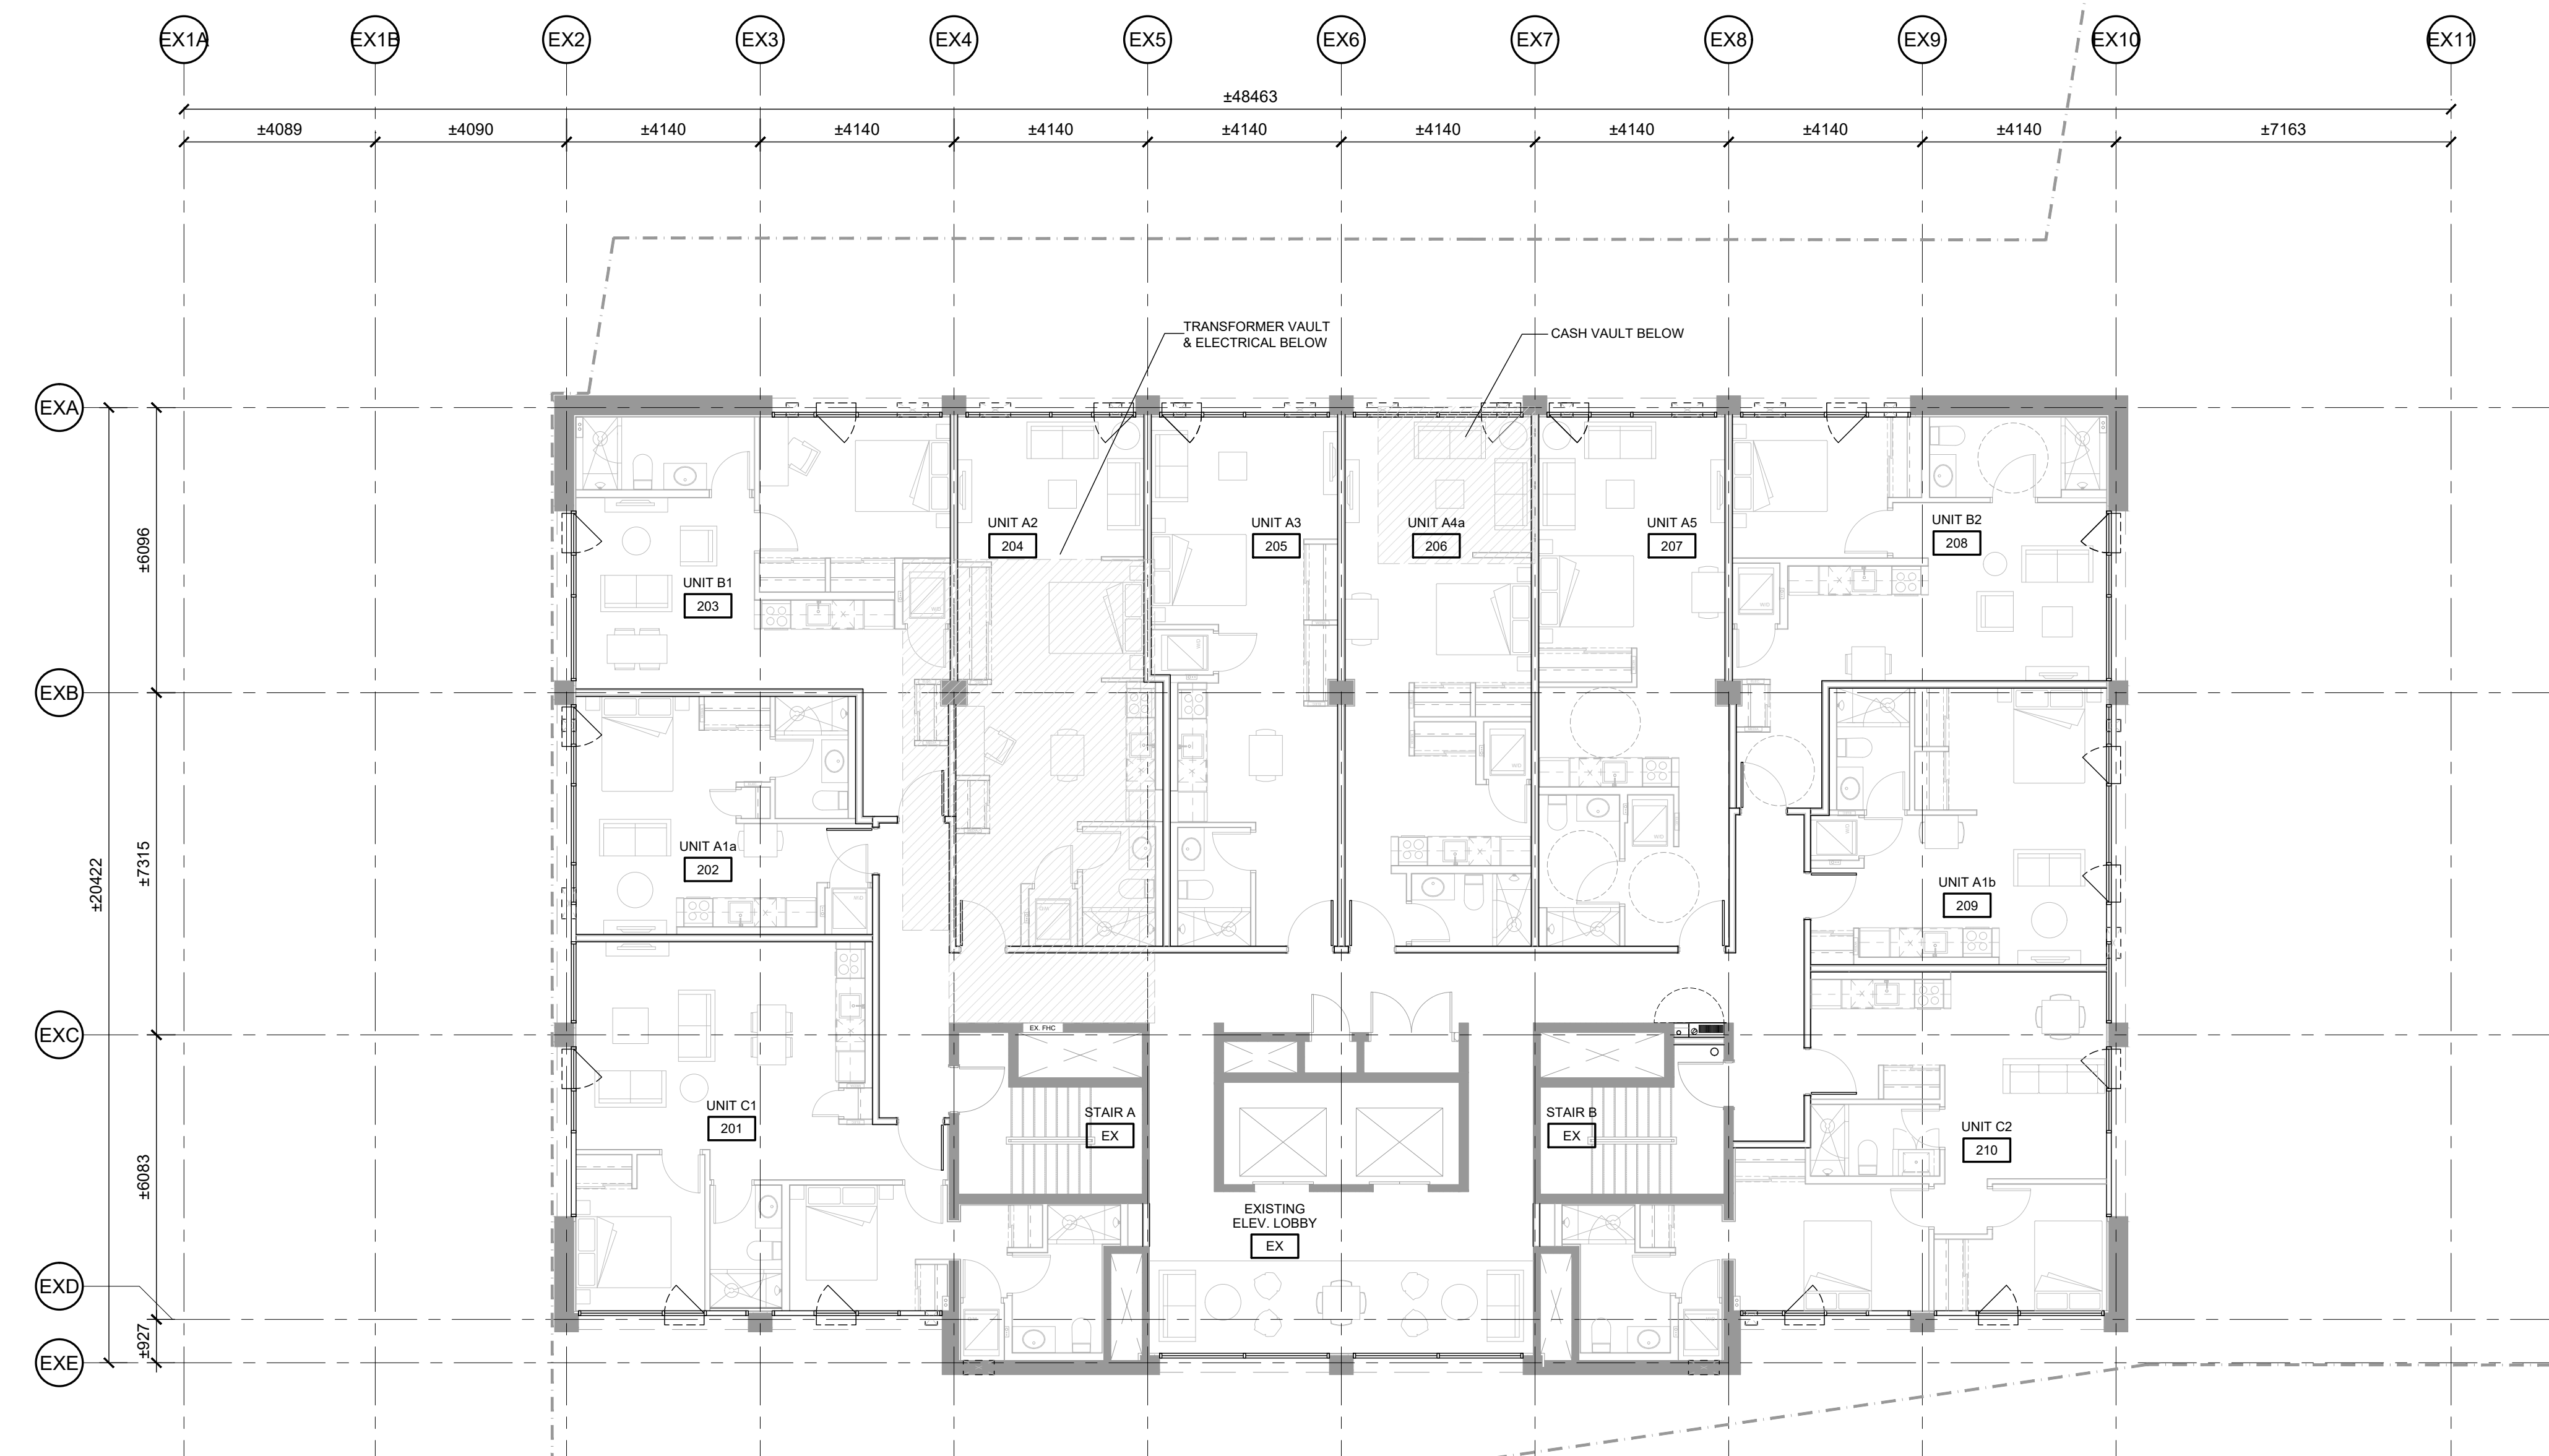 EX1A EX1B EX2 EX3 EX4 EX5 EX6 EX7 EX8 EX9 EX10 EX11
±48463
±4089 ±4090 ±4140 ±4140 ±4140 ±4140 ±4140 ±4140 ±4140 ±4140 ±7163
TRANSFORMER VAULT
& ELECTRICAL BELOW
CASH VAULT BELOW
EXA
EXB
EXC
EXD
EXE
±6096
±7315
±20422
±6083
±927
UNIT B1
203
UNIT A2
204
UNIT A3
205
UNIT A4a
206
UNIT A5
207
UNIT B2
208
UNIT A1a
202
UNIT A1b
209
EX. FHC
UNIT C1
201
STAIR A
EX
STAIR B
EX
UNIT C2
210
EXISTING
ELEV. LOBBY
EX